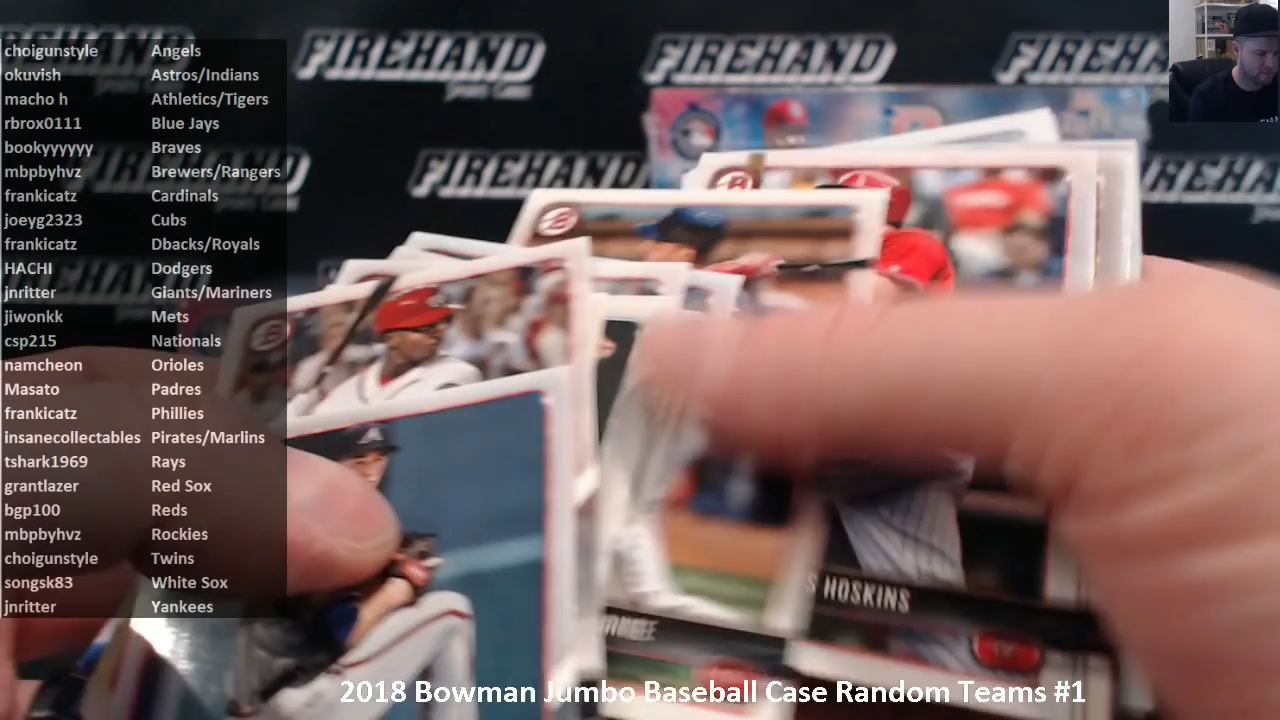 FIREHAND FIREHAND FIREHAND
FIREHAND
choigunstyle Angels
okuvish Astros/Indians
macho h Athletics/Tigers
rbrox0111 Blue Jays
bookyyyyyy Braves
mbpbyhvz Brewers/Rangers
frankicatz Cardinals
joeyg2323 Cubs
frankicatz Dbacks/Royals
HACHI Dodgers
jnritter Giants/Mariners
jiwonkk Mets
csp215 Nationals
namcheon Orioles
Masato Padres
frankicatz Phillies
insanecollectables Pirates/Marlins
tshark1969 Rays
grantlazer Red Sox
bgp100 Reds
mbpbyhvz Rockies
choigunstyle Twins
songsk83 White Sox
jnritter Yankees
S HOSKINS
2018 Bowman Jumbo Baseball Case Random Teams #1